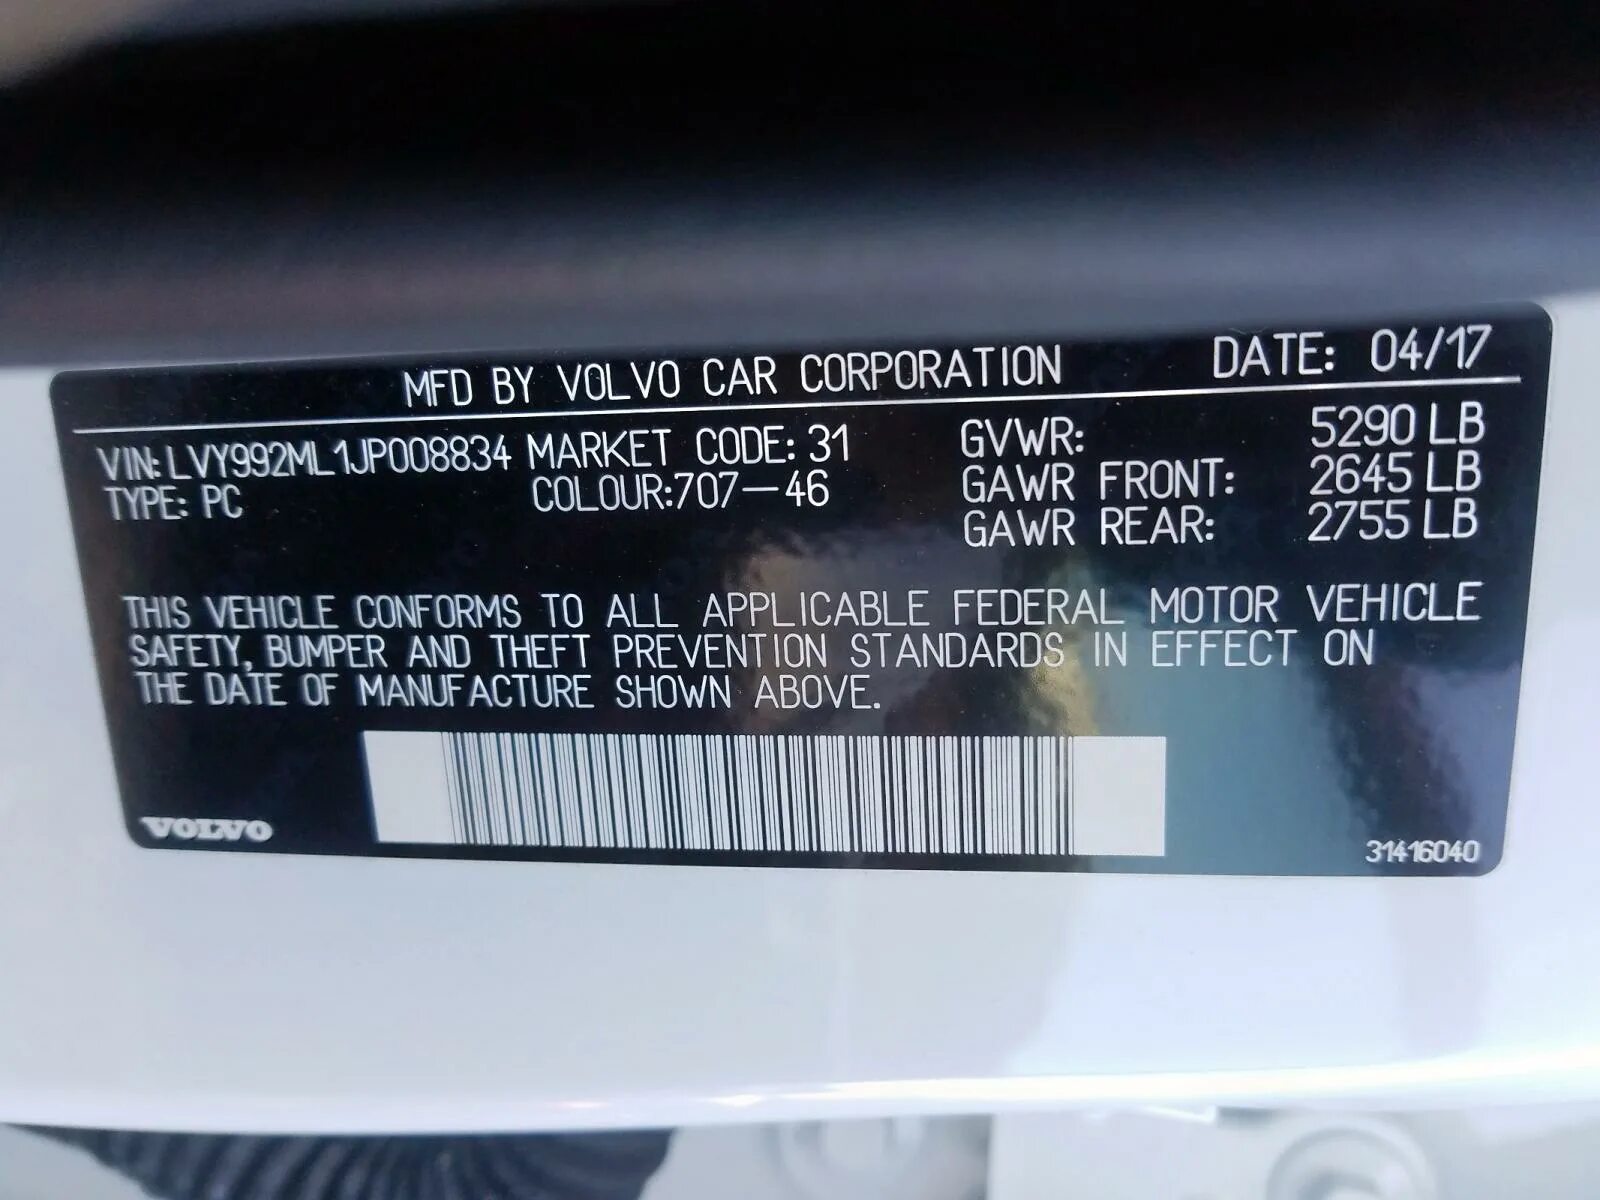 MFD BY VOLVO CAR CORPORATION DATE: 04/17
VIN: LVY992ML1JP008834 MARKET CODE: 31 GVWR: 5290 LB
TYPE: PC COLOUR:707-46 GAWR FRONT: 2645 LB
GAWR REAR: 2755 LB
THIS VEHICLE CONFORMS TO ALL APPLICABLE FEDERAL MOTOR VEHICLE
SAFETY, BUMPER AND THEFT PREVENTION STANDARDS IN EFFECT ON
THE DATE OF MANUFACTURE SHOWN ABOVE.
VOLVO 31416040